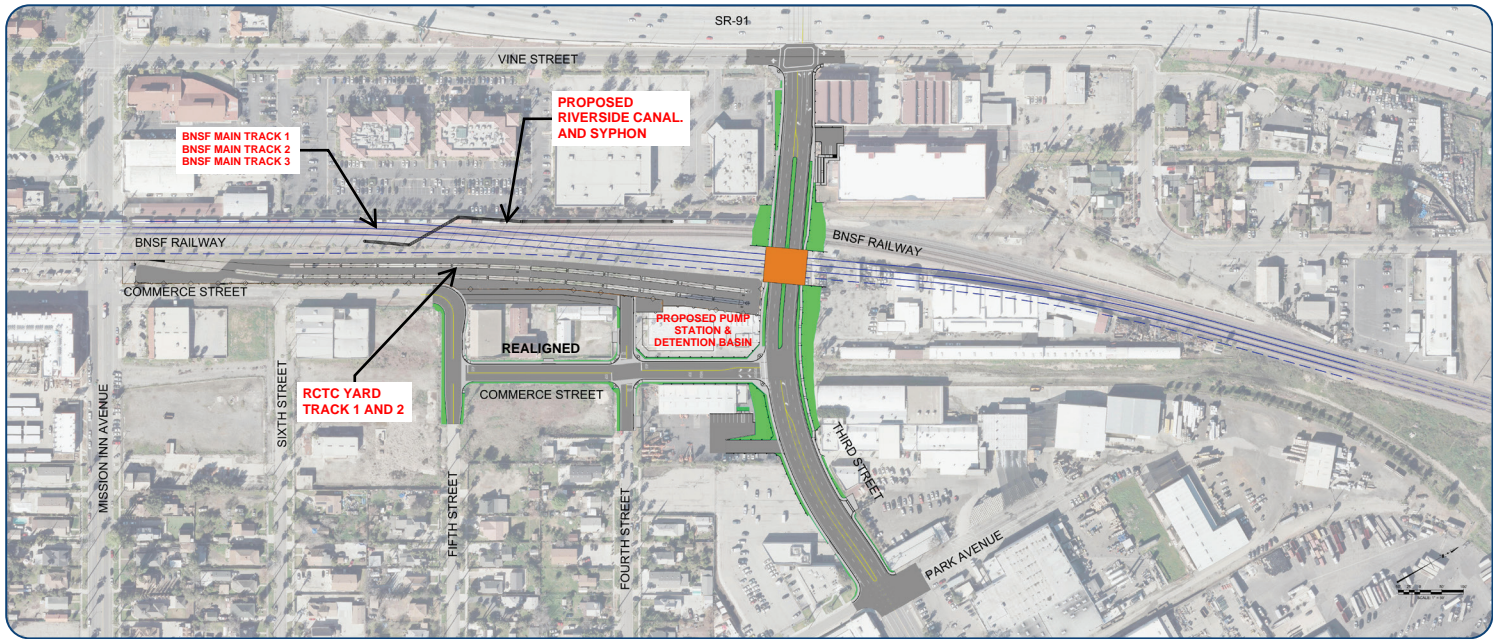 SR-91
VINE STREET
PROPOSED
RIVERSIDE CANAL.
AND SYPHON
BNSF MAIN TRACK 1
BNSF MAIN TRACK 2
BNSF MAIN TRACK 3
BNSF RAILWAY
BNSF RAILWAY
COMMERCE STREET
PROPOSED PUMP
STATION &
DETENTION BASIN
REALIGNED
COMMERCE STREET
RCTC YARD
TRACK 1 AND 2
MISSION INN AVENUE
SIXTH STREET
FIFTH STREET
FOURTH STREET
THIRD STREET
PARK AVENUE